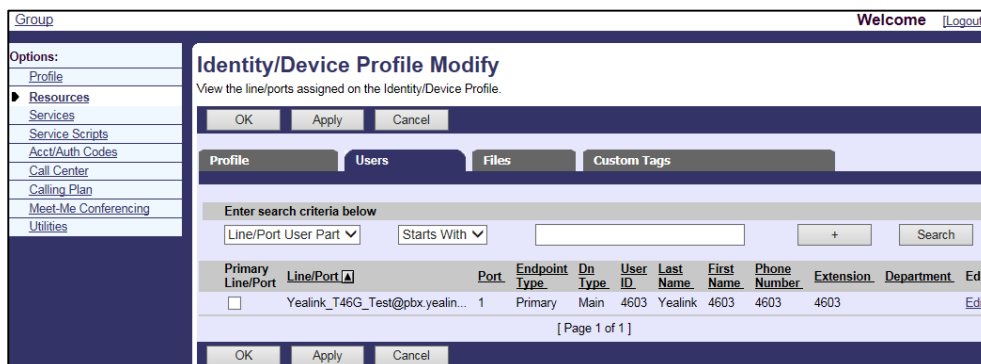 Group
Welcome [Logout
Options:
Profile
Resources
Services
Service Scripts
Acct/Auth Codes
Call Center
Calling Plan
Meet-Me Conferencing
Utilities
Identity/Device Profile Modify
View the line/ports assigned on the Identity/Device Profile.
OK Apply Cancel
Profile Users Files Custom Tags
Enter search criteria below
Line/Port User Part Starts With + Search
Primary Line/Port Line/Port Port Endpoint Type Dn Type User ID Last Name First Name Phone Number Extension Department Ed
Yealink_T46G_Test@pbx.yealin... 1 Primary Main 4603 Yealink 4603 4603 4603 Edi
[ Page 1 of 1 ]
OK Apply Cancel